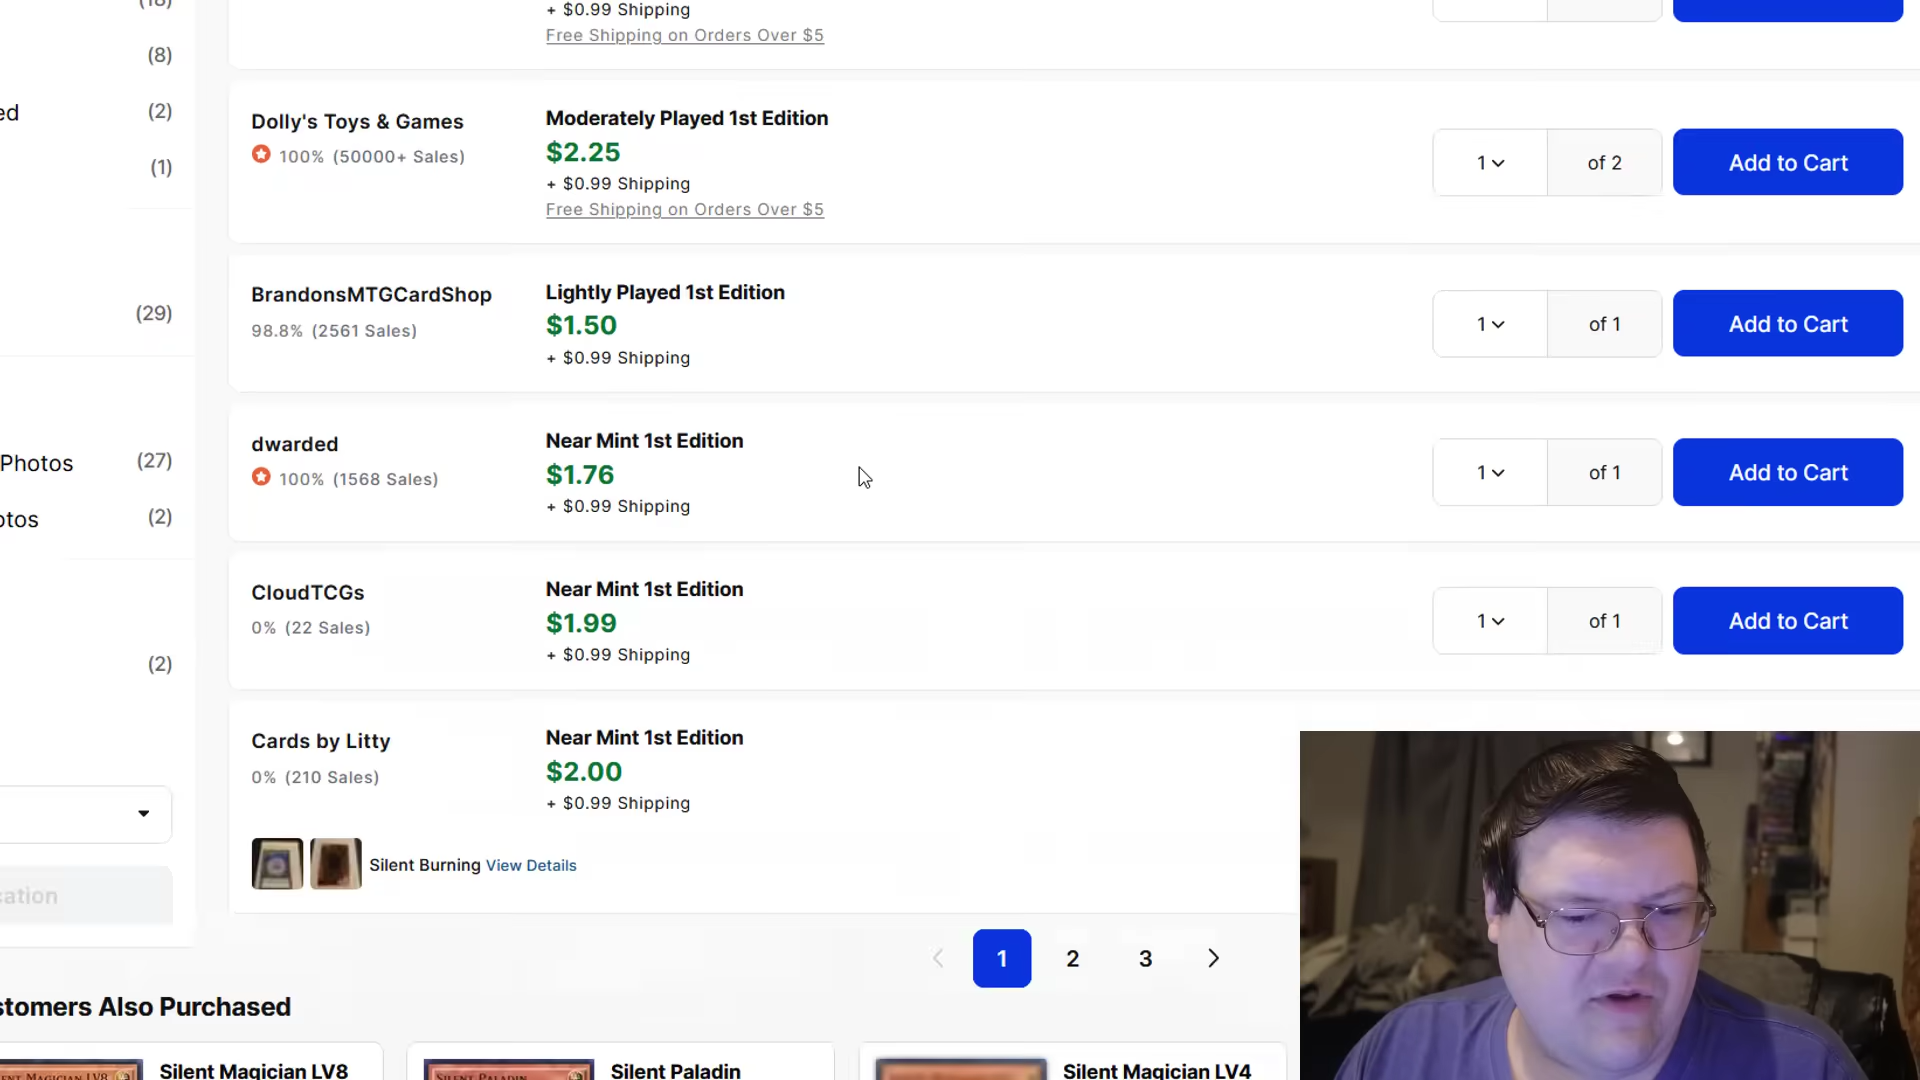 (18)
+ $0.99 Shipping
Free Shipping on Orders Over $5
(8)
ed
(2)
(1)
Dolly's Toys & Games
100% (50000+ Sales)
Moderately Played 1st Edition
$2.25
+ $0.99 Shipping
Free Shipping on Orders Over $5
1
of 2
Add to Cart
(29)
BrandonsMTGCardShop
98.8% (2561 Sales)
Lightly Played 1st Edition
$1.50
+ $0.99 Shipping
1
of 1
Add to Cart
Photos
(27)
otos
(2)
dwarded
100% (1568 Sales)
Near Mint 1st Edition
$1.76
+ $0.99 Shipping
1
of 1
Add to Cart
(2)
CloudTCGs
0% (22 Sales)
Near Mint 1st Edition
$1.99
+ $0.99 Shipping
1
of 1
Add to Cart
cation
Cards by Litty
0% (210 Sales)
Near Mint 1st Edition
$2.00
+ $0.99 Shipping
Silent Burning View Details
1 2 3
stomers Also Purchased
Silent Magician LV8
Silent Paladin
Silent Paladin
Silent Magician LV4